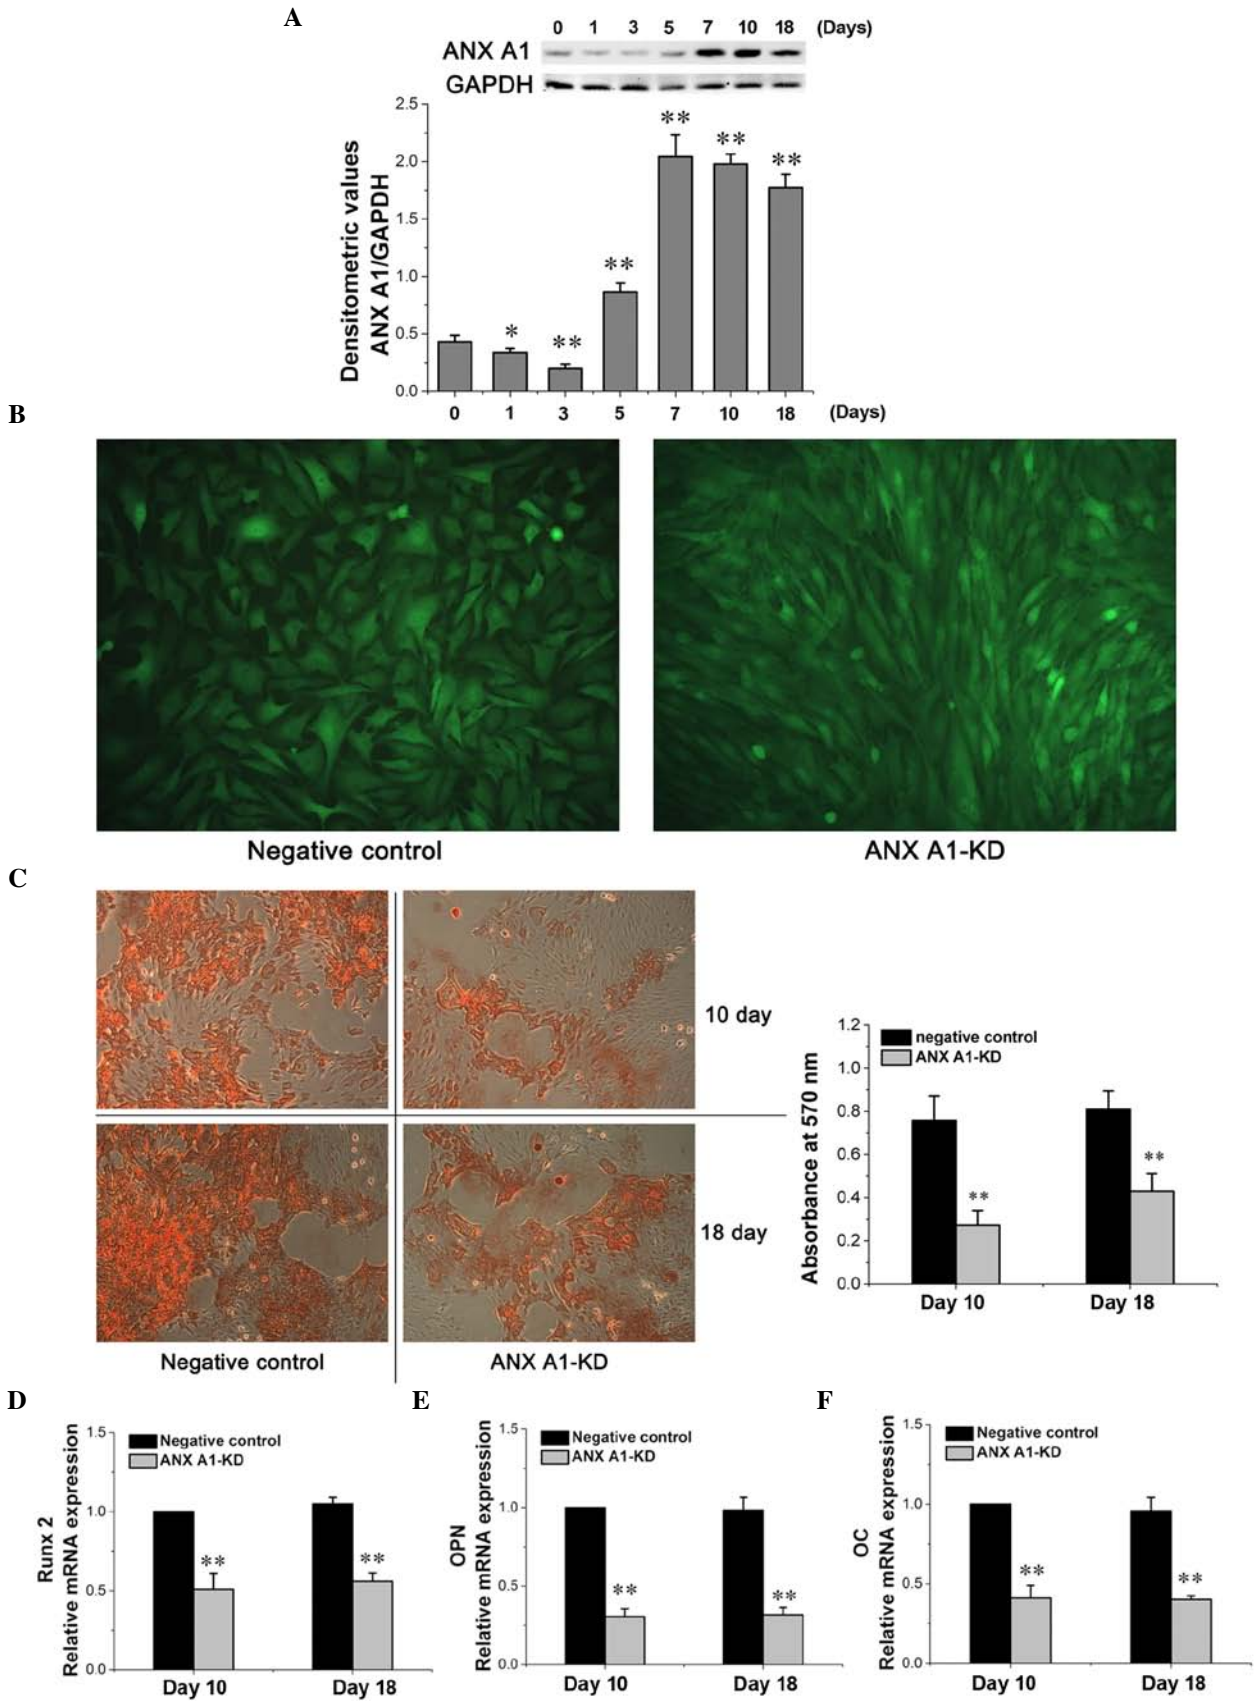 A
0 1 3 5 7 10 18 (Days)
ANX A1
GAPDH
Densitometric values
ANX A1/GAPDH
2.5
2.0
1.5
1.0
0.5
0.0
*
**
**
**
**
**
0 1 3 5 7 10 18 (Days)
B
Negative control
ANX A1-KD
C
10 day
18 day
Negative control
ANX A1-KD
Absorbance at 570 nm
1.2
1.0
0.8
0.6
0.4
0.2
0.0
negative control
ANX A1-KD
**
**
Day 10
Day 18
D
Runx 2
Relative mRNA expression
1.5
1.0
0.5
0.0
Negative control
ANX A1-KD
**
**
Day 10
Day 18
E
OPN
Relative mRNA expression
1.5
1.0
0.5
0.0
Negative control
ANX A1-KD
**
**
Day 10
Day 18
F
OC
Relative mRNA expression
1.5
1.0
0.5
0.0
Negative control
ANX A1-KD
**
**
Day 10
Day 18